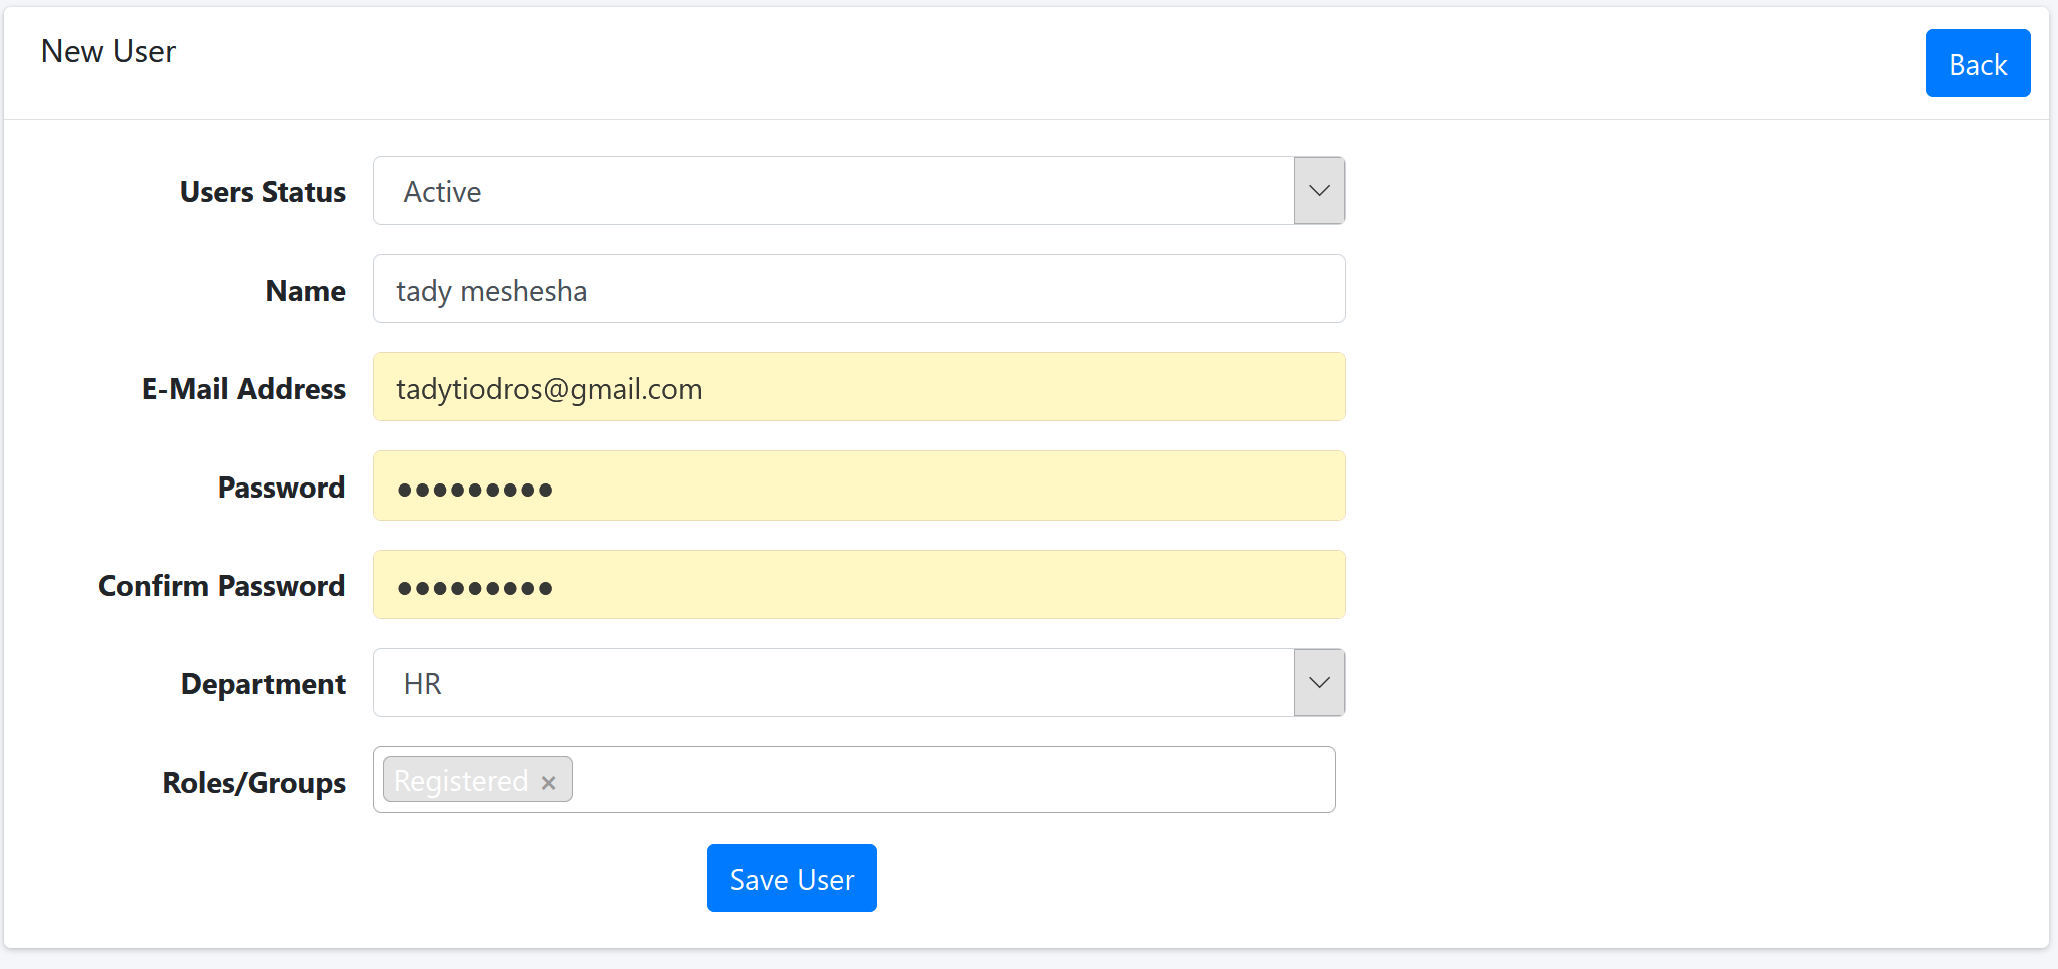 New User
Back
Users Status
Active
Name
tady meshesha
E-Mail Address
tadytiodros@gmail.com
Password
●●●●●●●●●
Confirm Password
●●●●●●●●●
Department
HR
Roles/Groups
Registered ×
Save User